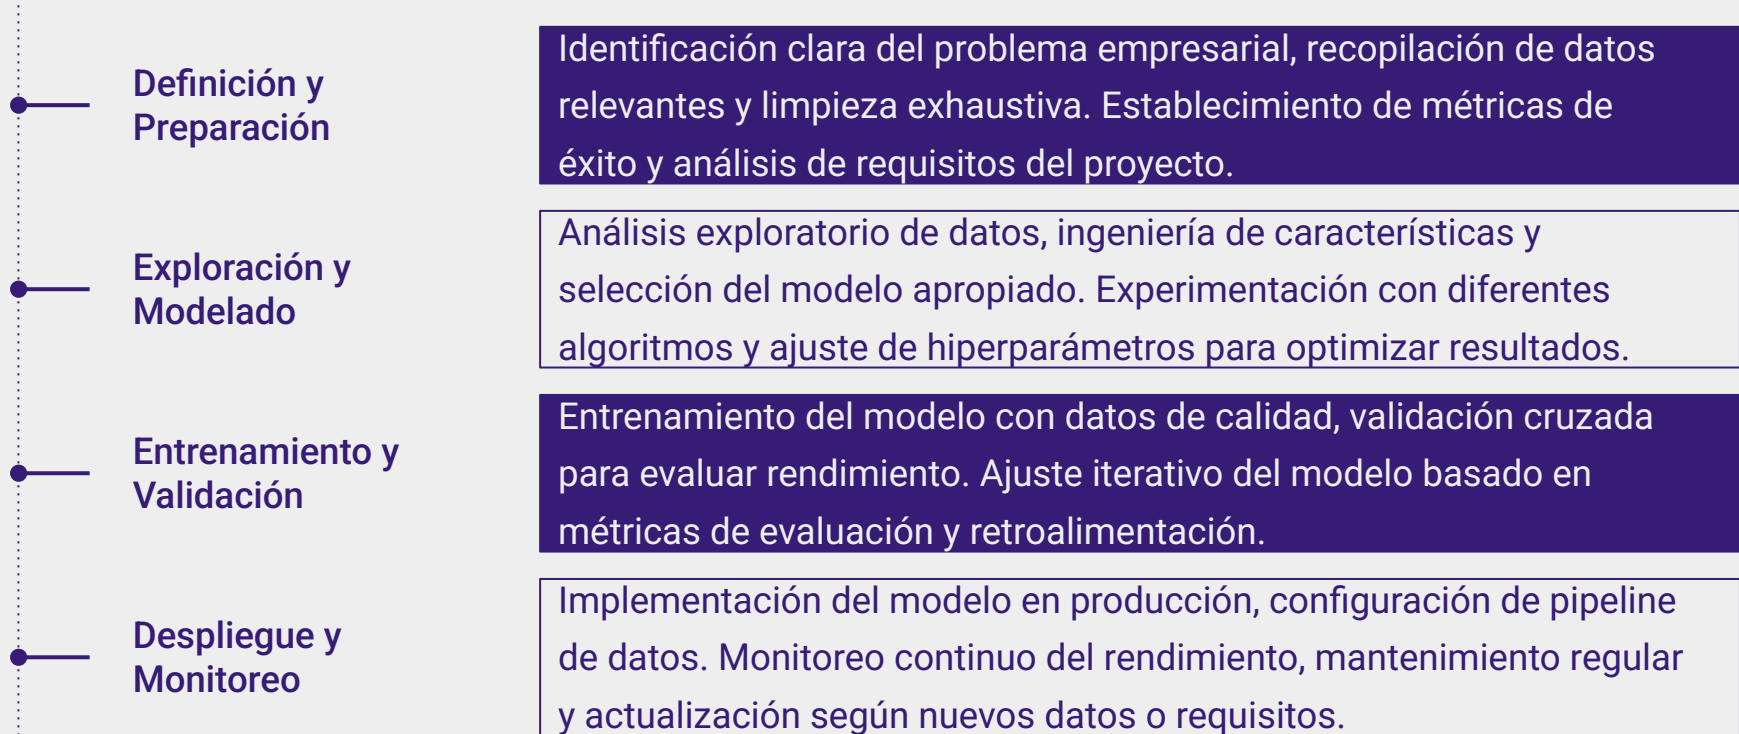 Definición y
Preparación
Identificación clara del problema empresarial, recopilación de datos
relevantes y limpieza exhaustiva. Establecimiento de métricas de
éxito y análisis de requisitos del proyecto.
Exploración y
Modelado
Análisis exploratorio de datos, ingeniería de características y
selección del modelo apropiado. Experimentación con diferentes
algoritmos y ajuste de hiperparámetros para optimizar resultados.
Entrenamiento y
Validación
Entrenamiento del modelo con datos de calidad, validación cruzada
para evaluar rendimiento. Ajuste iterativo del modelo basado en
métricas de evaluación y retroalimentación.
Despliegue y
Monitoreo
Implementación del modelo en producción, configuración de pipeline
de datos. Monitoreo continuo del rendimiento, mantenimiento regular
y actualización según nuevos datos o requisitos.